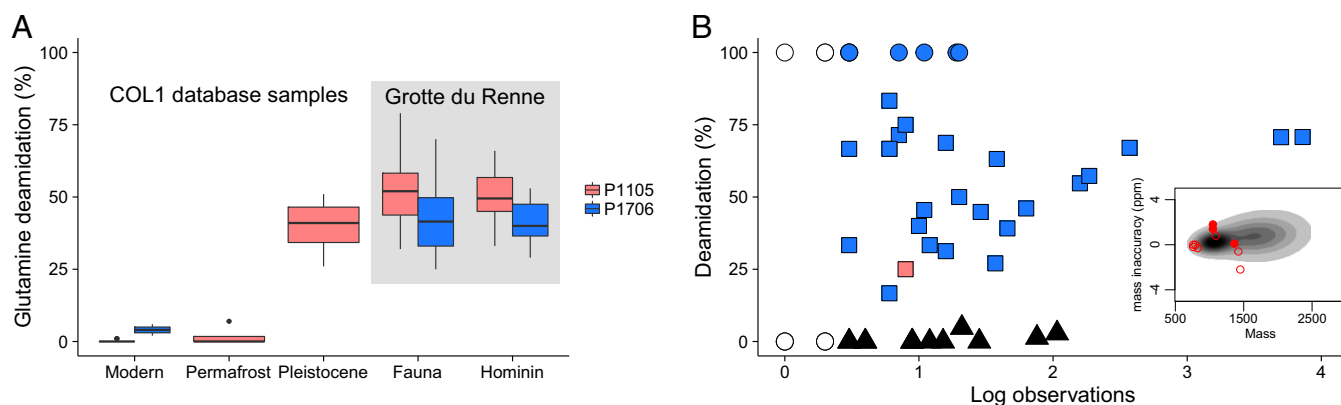 A
Glutamine deamidation (%)
100
75
50
25
0
COL1 database samples
Grotte du Renne
P1105
P1706
Modern Permafrost Pleistocene Fauna Hominin
B
Deamidation (%)
100
75
50
25
0
0 1 2 3 4
Log observations
mass inaccuracy (ppm)
4
0
-4
500 1500 2500
Mass